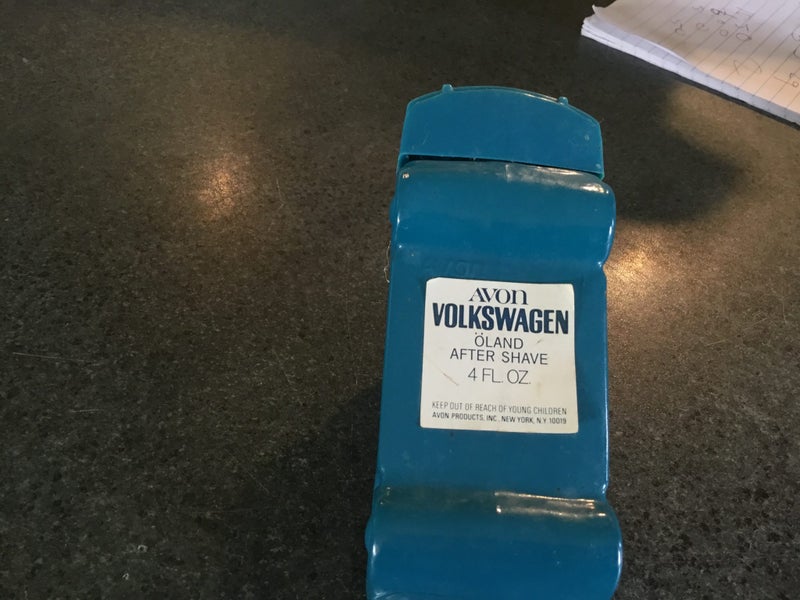 AVON
VOLKSWAGEN
ÖLAND
AFTER SHAVE
4 FL. OZ.
KEEP OUT OF REACH OF YOUNG CHILDREN
AVON PRODUCTS, INC., NEW YORK, N.Y. 10019